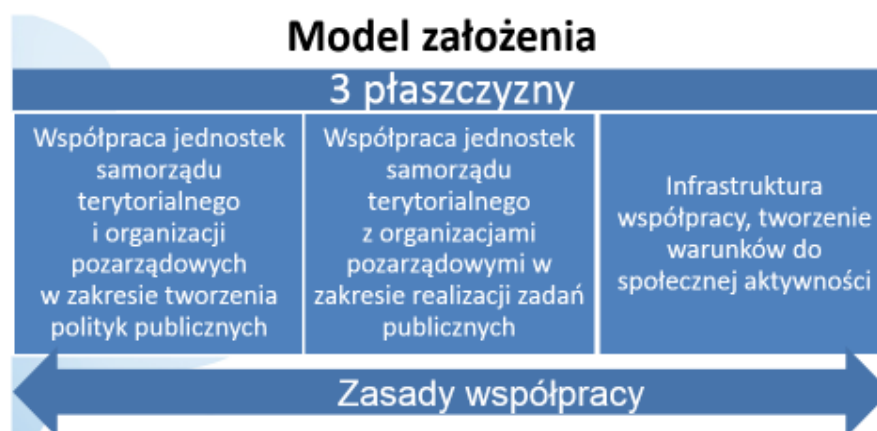 Model założenia
3 płaszczyzny
Współpraca jednostek
samorządu
terytorialnego
i organizacji
pozarządowych
w zakresie tworzenia
polityk publicznych
Współpraca jednostek
samorządu
terytorialnego
z organizacjami
pozarządowymi w
zakresie realizacji zadań
publicznych
Infrastruktura
współpracy, tworzenie
warunków do
społecznej aktywności
Zasady współpracy